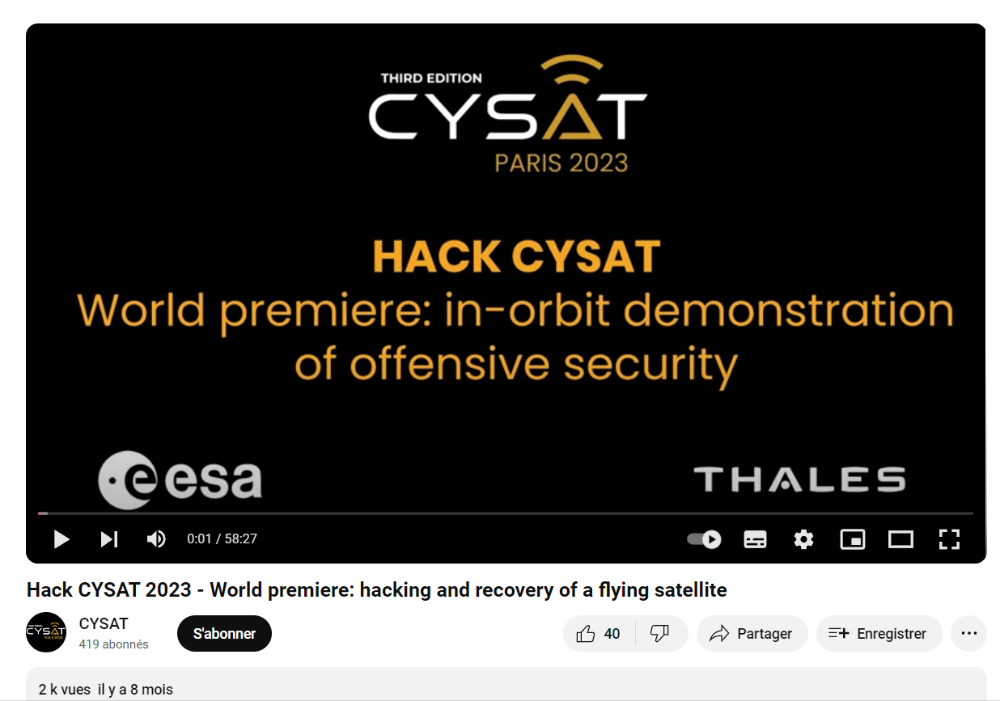 THIRD EDITION
CYSAT
PARIS 2023
HACK CYSAT
World premiere: in-orbit demonstration
of offensive security
esa
THALES
0:01 / 58:27
Hack CYSAT 2023 - World premiere: hacking and recovery of a flying satellite
CYSAT
CYSAT
419 abonnés
S'abonner
40
Partager
Enregistrer
2 k vues il y a 8 mois